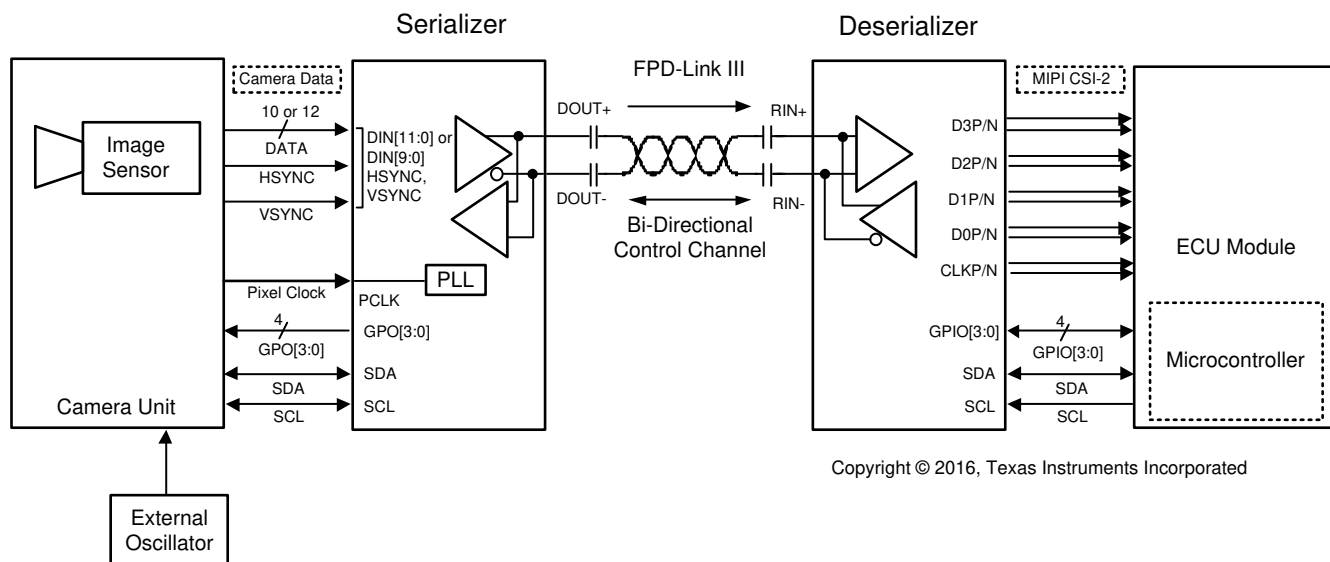 Serializer
Deserializer
Camera Data
FPD-Link III
MIPI CSI-2
10 or 12
DATA
HSYNC
VSYNC
Image
Sensor
DIN[11:0] or
DIN[9:0]
HSYNC,
VSYNC
DOUT+
DOUT-
RIN+
RIN-
Bi-Directional
Control Channel
D3P/N
D2P/N
D1P/N
D0P/N
CLKP/N
ECU Module
Pixel Clock
PCLK
PLL
4
GPO[3:0]
GPO[3:0]
SDA
SDA
SCL
SCL
Camera Unit
GPIO[3:0]
4
GPIO[3:0]
SDA
SDA
SCL
SCL
Microcontroller
Copyright © 2016, Texas Instruments Incorporated
External
Oscillator